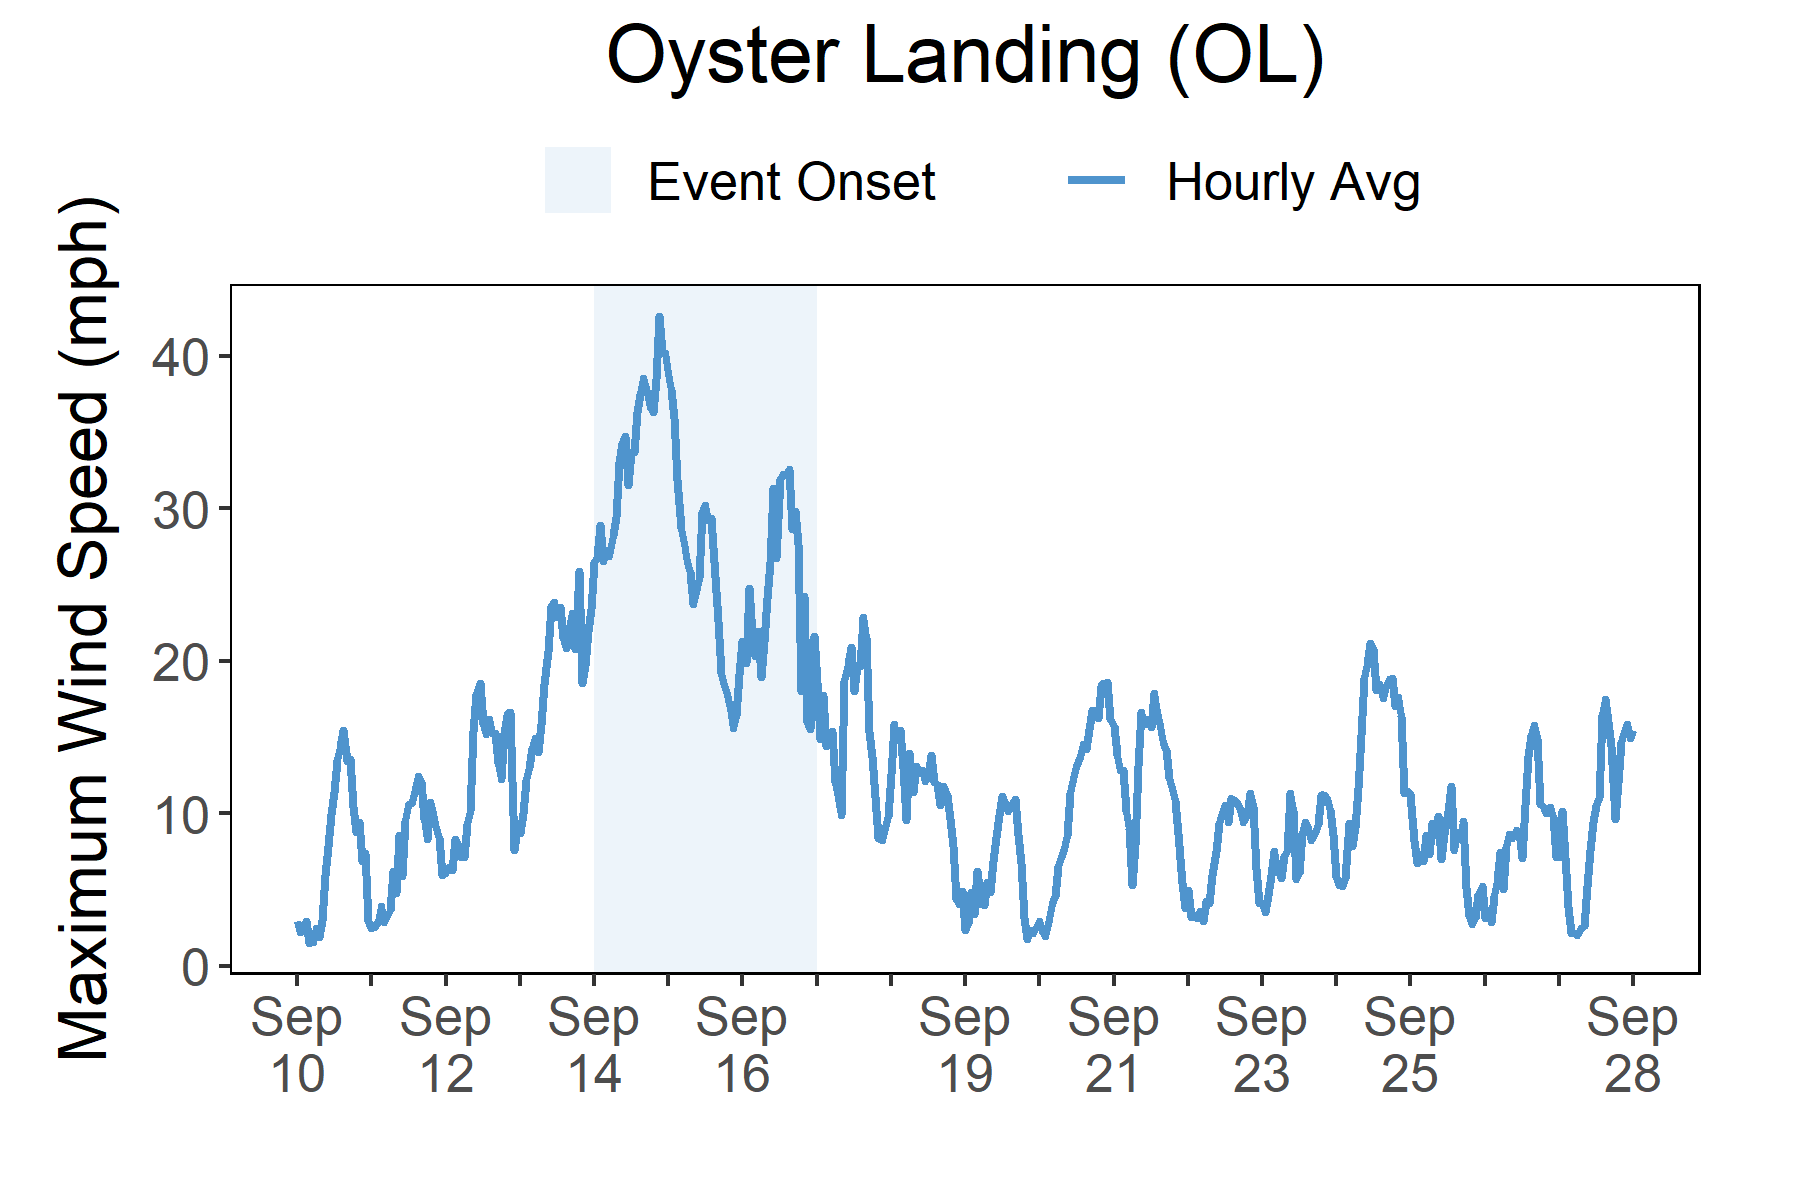 Oyster Landing (OL)
Event Onset
Hourly Avg
Maximum Wind Speed (mph)
40
30
20
10
0
Sep Sep Sep Sep Sep Sep Sep Sep Sep
10 12 14 16 19 21 23 25 28